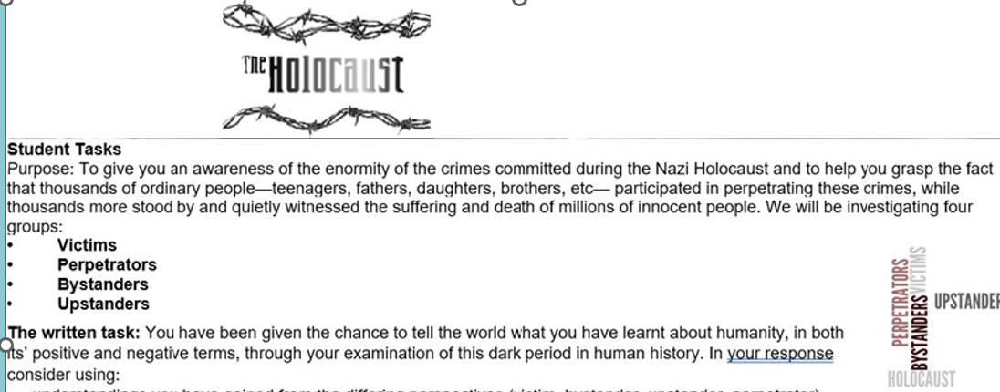 The Holocaust
Student Tasks
Purpose: To give you an awareness of the enormity of the crimes committed during the Nazi Holocaust and to help you grasp the fact
that thousands of ordinary people—teenagers, fathers, daughters, brothers, etc— participated in perpetrating these crimes, while
thousands more stood by and quietly witnessed the suffering and death of millions of innocent people. We will be investigating four
groups:
• Victims
• Perpetrators
• Bystanders
• Upstanders
The written task: You have been given the chance to tell the world what you have learnt about humanity, in both
its’ positive and negative terms, through your examination of this dark period in human history. In your response
consider using:
understandings you have gained from the differing perspectives (victim, bystander, upstander, perpetrator)
PERPETRATORS
BYSTANDERS
VICTIMS
UPSTANDER
HOLOCAUST